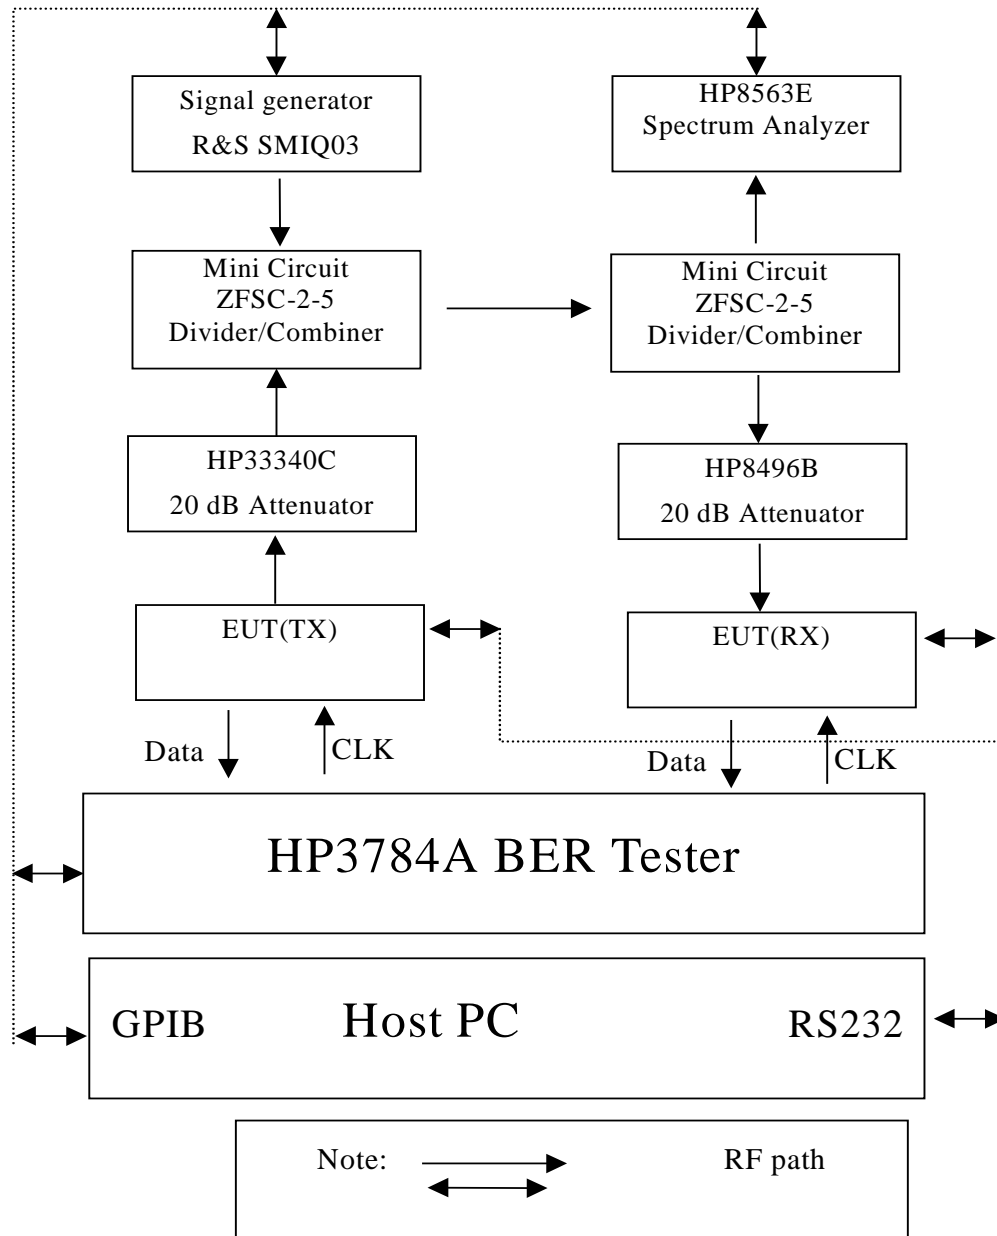 Signal generator
R&S SMIQ03
HP8563E
Spectrum Analyzer
Mini Circuit
ZFSC-2-5
Divider/Combiner
Mini Circuit
ZFSC-2-5
Divider/Combiner
HP33340C
20 dB Attenuator
HP8496B
20 dB Attenuator
EUT(TX)
EUT(RX)
Data
CLK
Data
CLK
HP3784A BER Tester
GPIB
Host PC
RS232
Note:
RF path